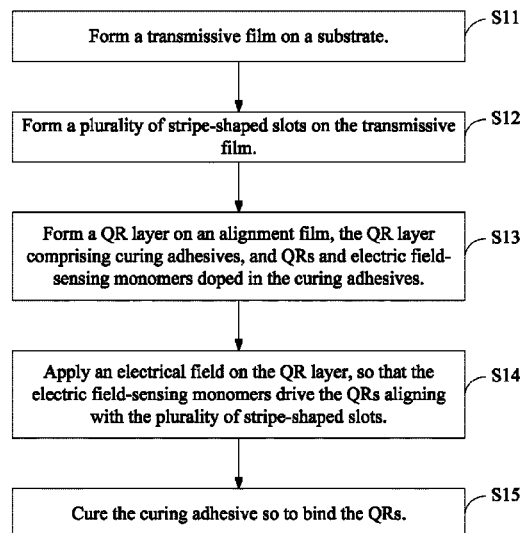 S11
Form a transmissive film on a substrate.
S12
Form a plurality of stripe-shaped slots on the transmissive
film.
Form a QR layer on an alignment film, the QR layer
comprising curing adhesives, and QRs and electric field-
sensing monomers doped in the curing adhesives.
S13
Apply an electrical field on the QR layer, so that the
electric field-sensing monomers drive the QRs aligning
with the plurality of stripe-shaped slots.
S14
S15
Cure the curing adhesive so to bind the QRs.